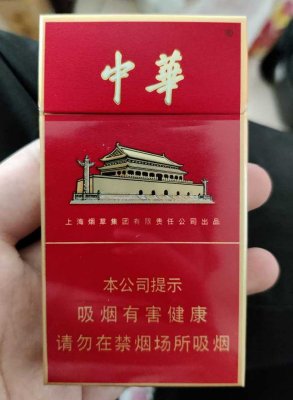 中華
®
上海烟草集团有限责任公司出品
本公司提示
吸烟有害健康
请勿在禁烟场所吸烟